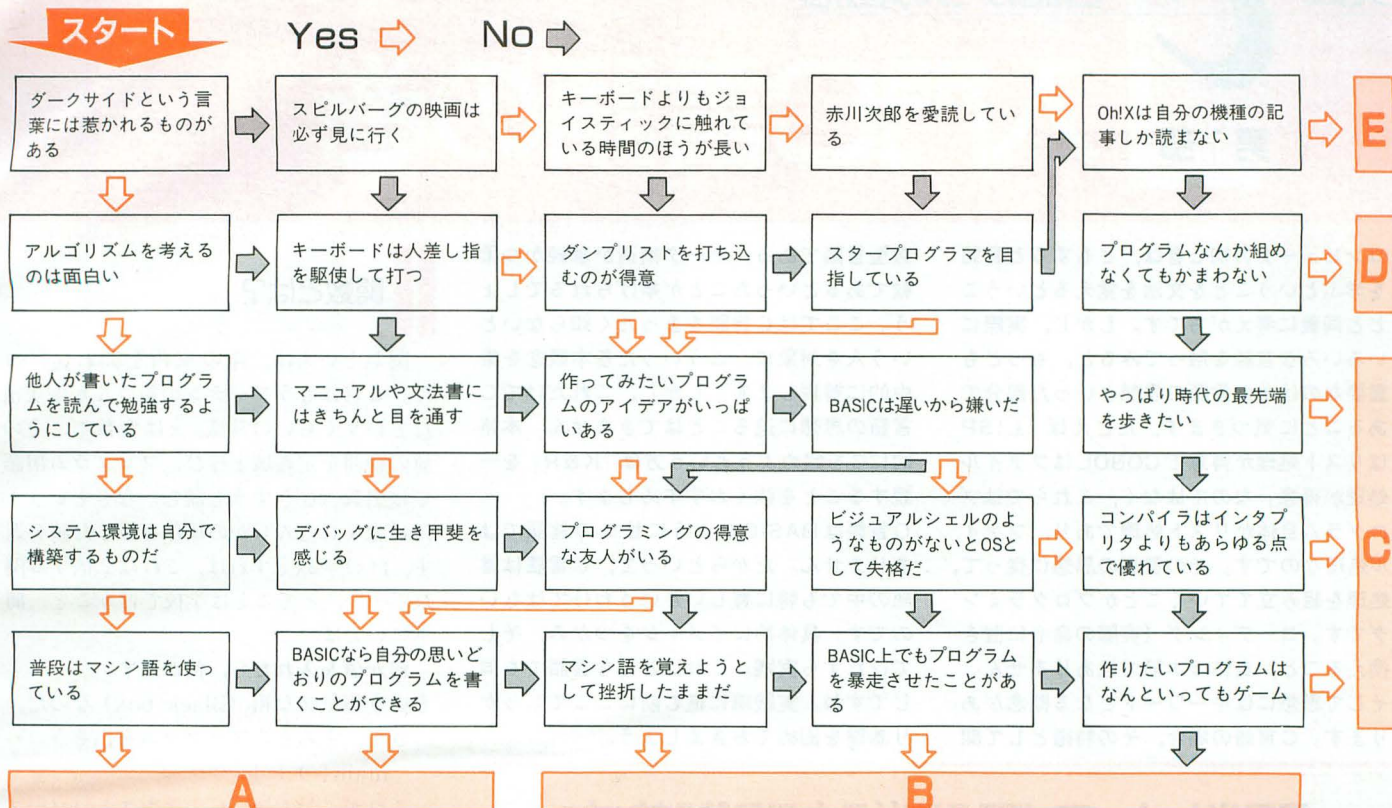 スタート
Yes
No
ダークサイドという言
葉には惹かれるものが
ある
スピルバーグの映画は
必ず見に行く
キーボードよりもジョ
イスティックに触れて
いる時間のほうが長い
赤川次郎を愛読してい
る
Oh!Xは自分の機種の記
事しか読まない
E
アルゴリズムを考える
のは面白い
キーボードは人差し指
を駆使して打つ
ダンプリストを打ち込
むのが得意
スタープログラマを目
指している
プログラムなんか組め
なくてもかまわない
D
他人が書いたプログラ
ムを読んで勉強するよ
うにしている
マニュアルや文法書に
はきちんと目を通す
作ってみたいプログラ
ムのアイデアがいっぱ
いある
BASICは遅いから嫌いだ
やっぱり時代の最先端
を歩きたい
システム環境は自分で
構築するものだ
デバッグに生き甲斐を
感じる
プログラミングの得意
な友人がいる
ビジュアルシェルのよ
うなものがないとOSと
して失格だ
コンパイラはインタプ
リタよりもあらゆる点
で優れている
C
普段はマシン語を使っ
ている
BASICなら自分の思いど
おりのプログラムを書
くことができる
マシン語を覚えようと
して挫折したままだ
BASIC上でもプログラム
を暴走させたことがあ
る
作りたいプログラムは
なんといってもゲーム
A
B